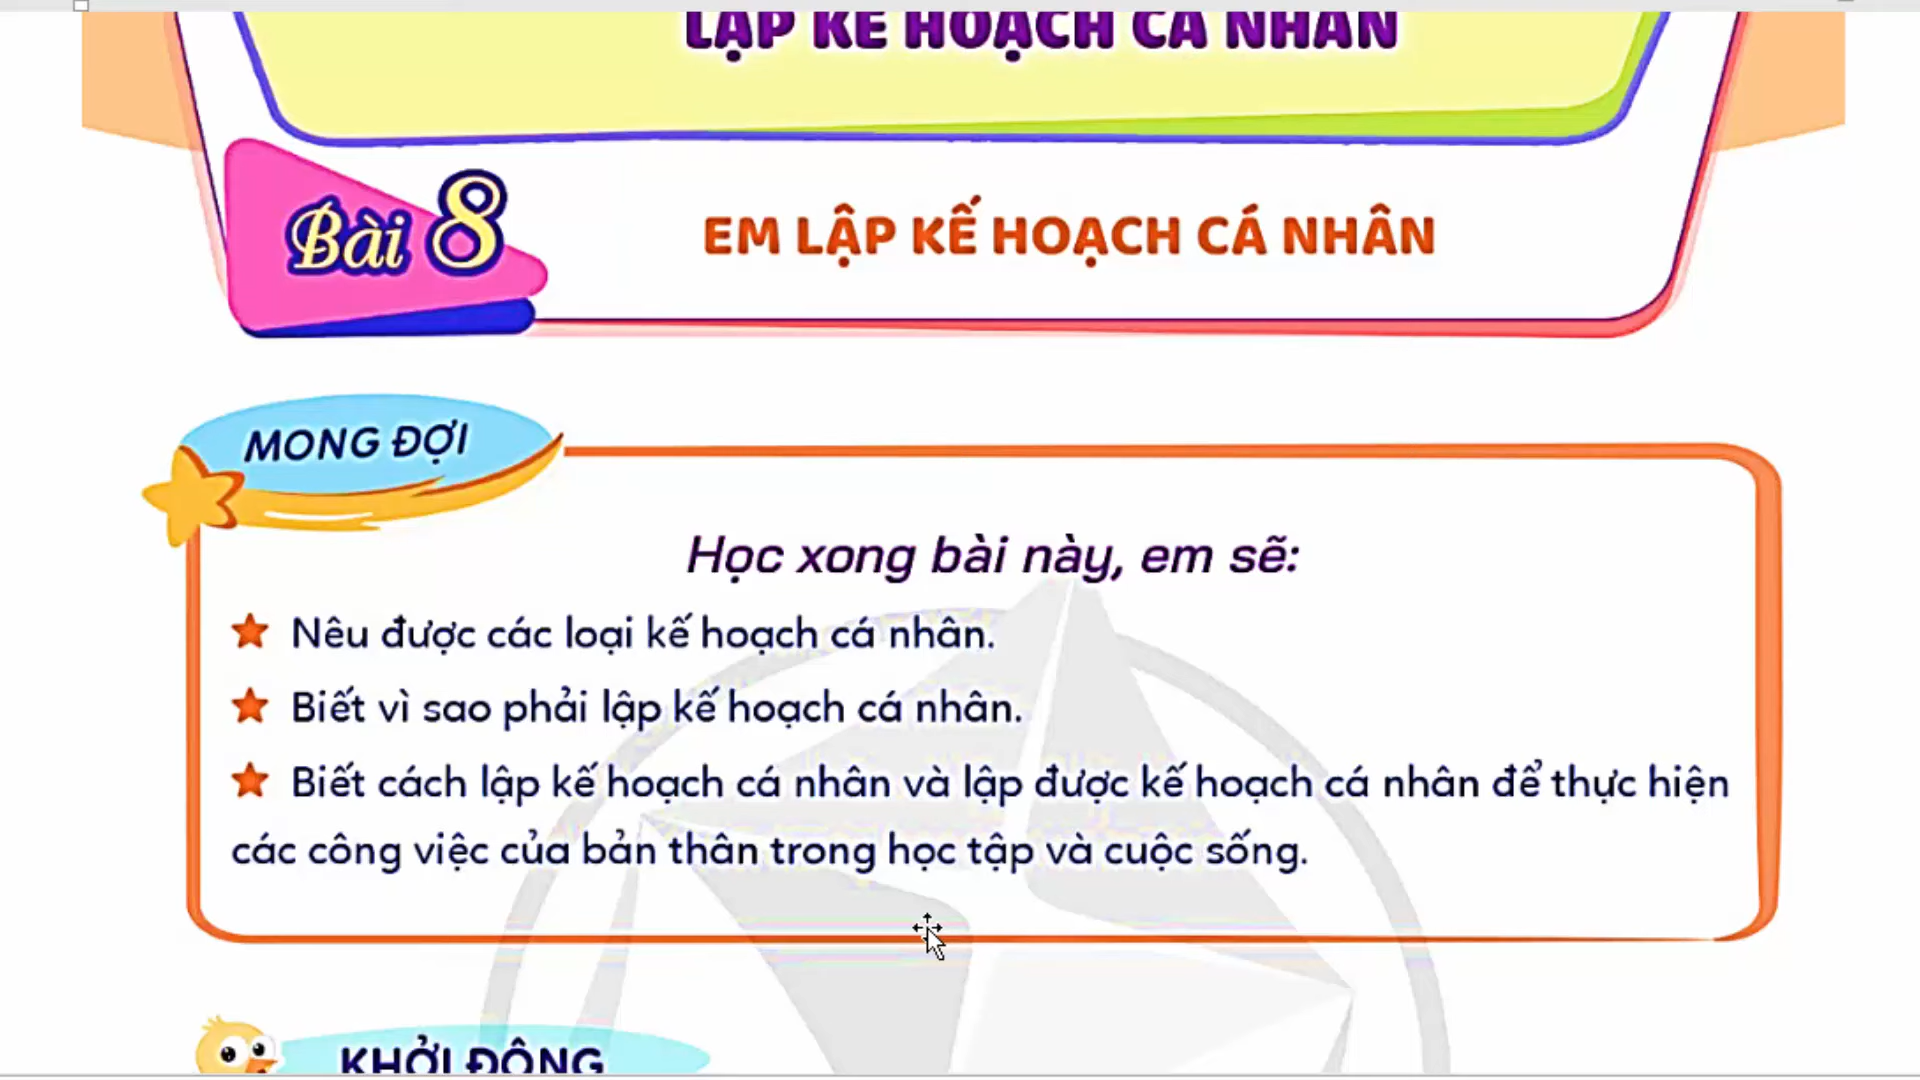 LẬP KẾ HOẠCH CÁ NHÂN
Bài 8
EM LẬP KẾ HOẠCH CÁ NHÂN
MONG ĐỢI
Học xong bài này, em sẽ:
Nêu được các loại kế hoạch cá nhân.
Biết vì sao phải lập kế hoạch cá nhân.
Biết cách lập kế hoạch cá nhân và lập được kế hoạch cá nhân để thực hiện
các công việc của bản thân trong học tập và cuộc sống.
KHỞI ĐỘNG